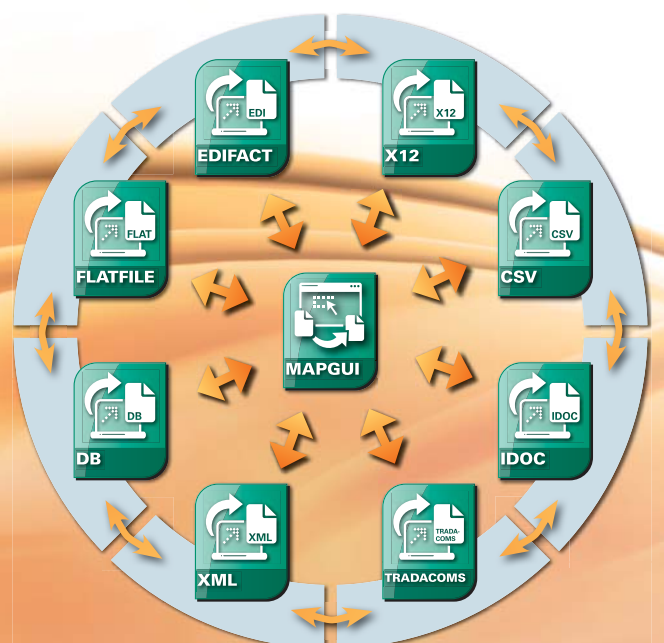 EDI
EDIFACT
X12
X12
FLAT
FLATFILE
CSV
CSV
MAPGUI
DB
DB
IDOC
IDOC
XML
XML
TRADA-
COMS
TRADACOMS